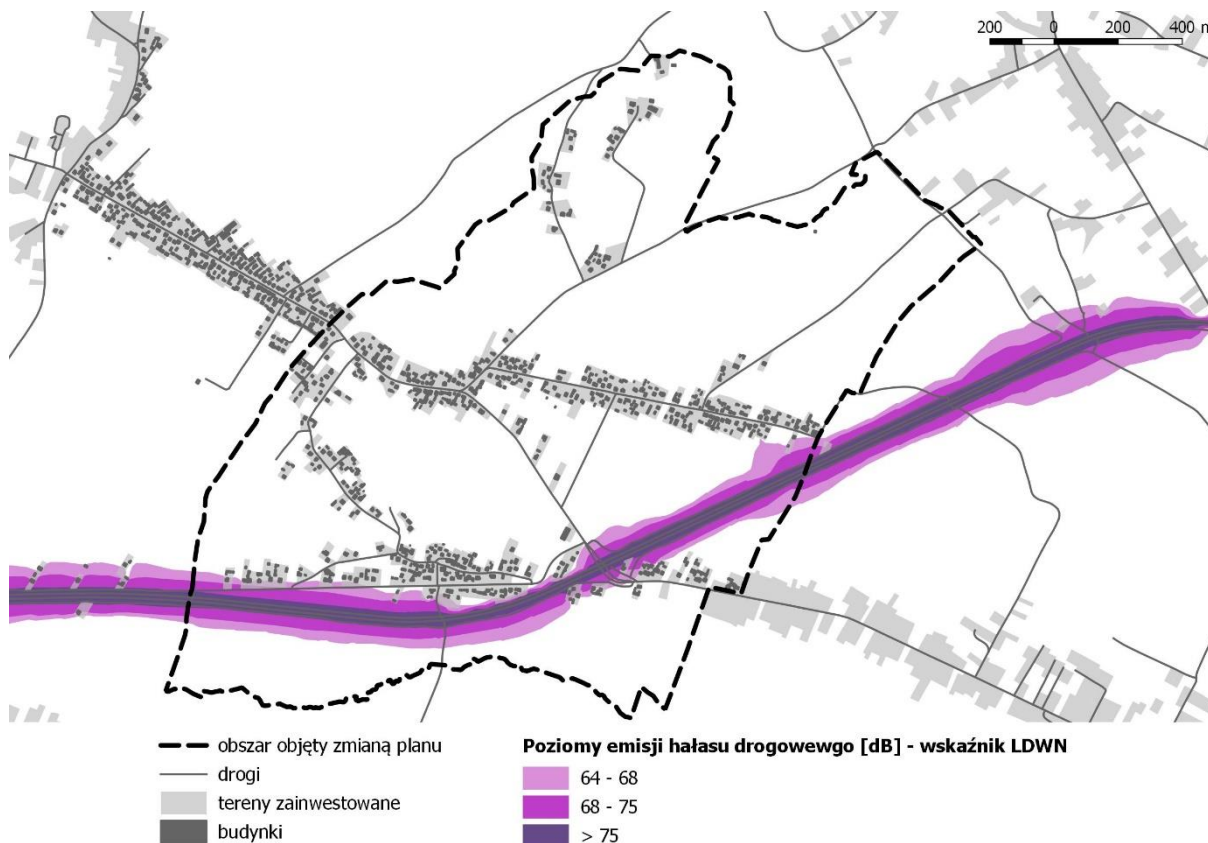 200 0 200 400 m
obszar objęty zmianą planu
drogi
tereny zainwestowane
budynki
Poziomy emisji hałasu drogowewgo [dB] - wskaźnik LDWN
64 - 68
68 - 75
> 75